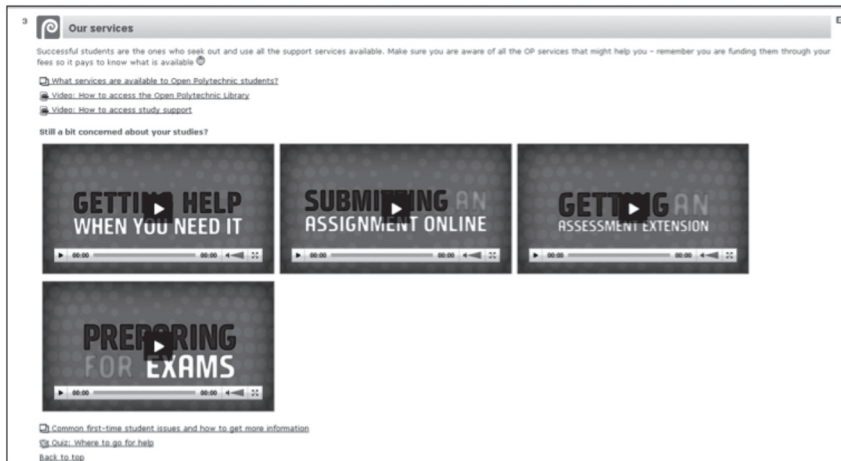 3
Our services
E
Successful students are the ones who seek out and use all the support services available. Make sure you are aware of all the OP services that might help you - remember you are funding them through your
fees so it pays to know what is available
What services are available to Open Polytechnic students?
Video: How to access the Open Polytechnic Library
Video: How to access study support
Still a bit concerned about your studies?
GETTING HELP
WHEN YOU NEED IT
00:00 00:00
SUBMITTING AN
ASSIGNMENT ONLINE
00:00 00:00
GETTING AN
ASSESSMENT EXTENSION
00:00 00:00
PREPARING
FOR EXAMS
00:00 00:00
Common first-time student issues and how to get more information
Quiz: Where to go for help
Back to top